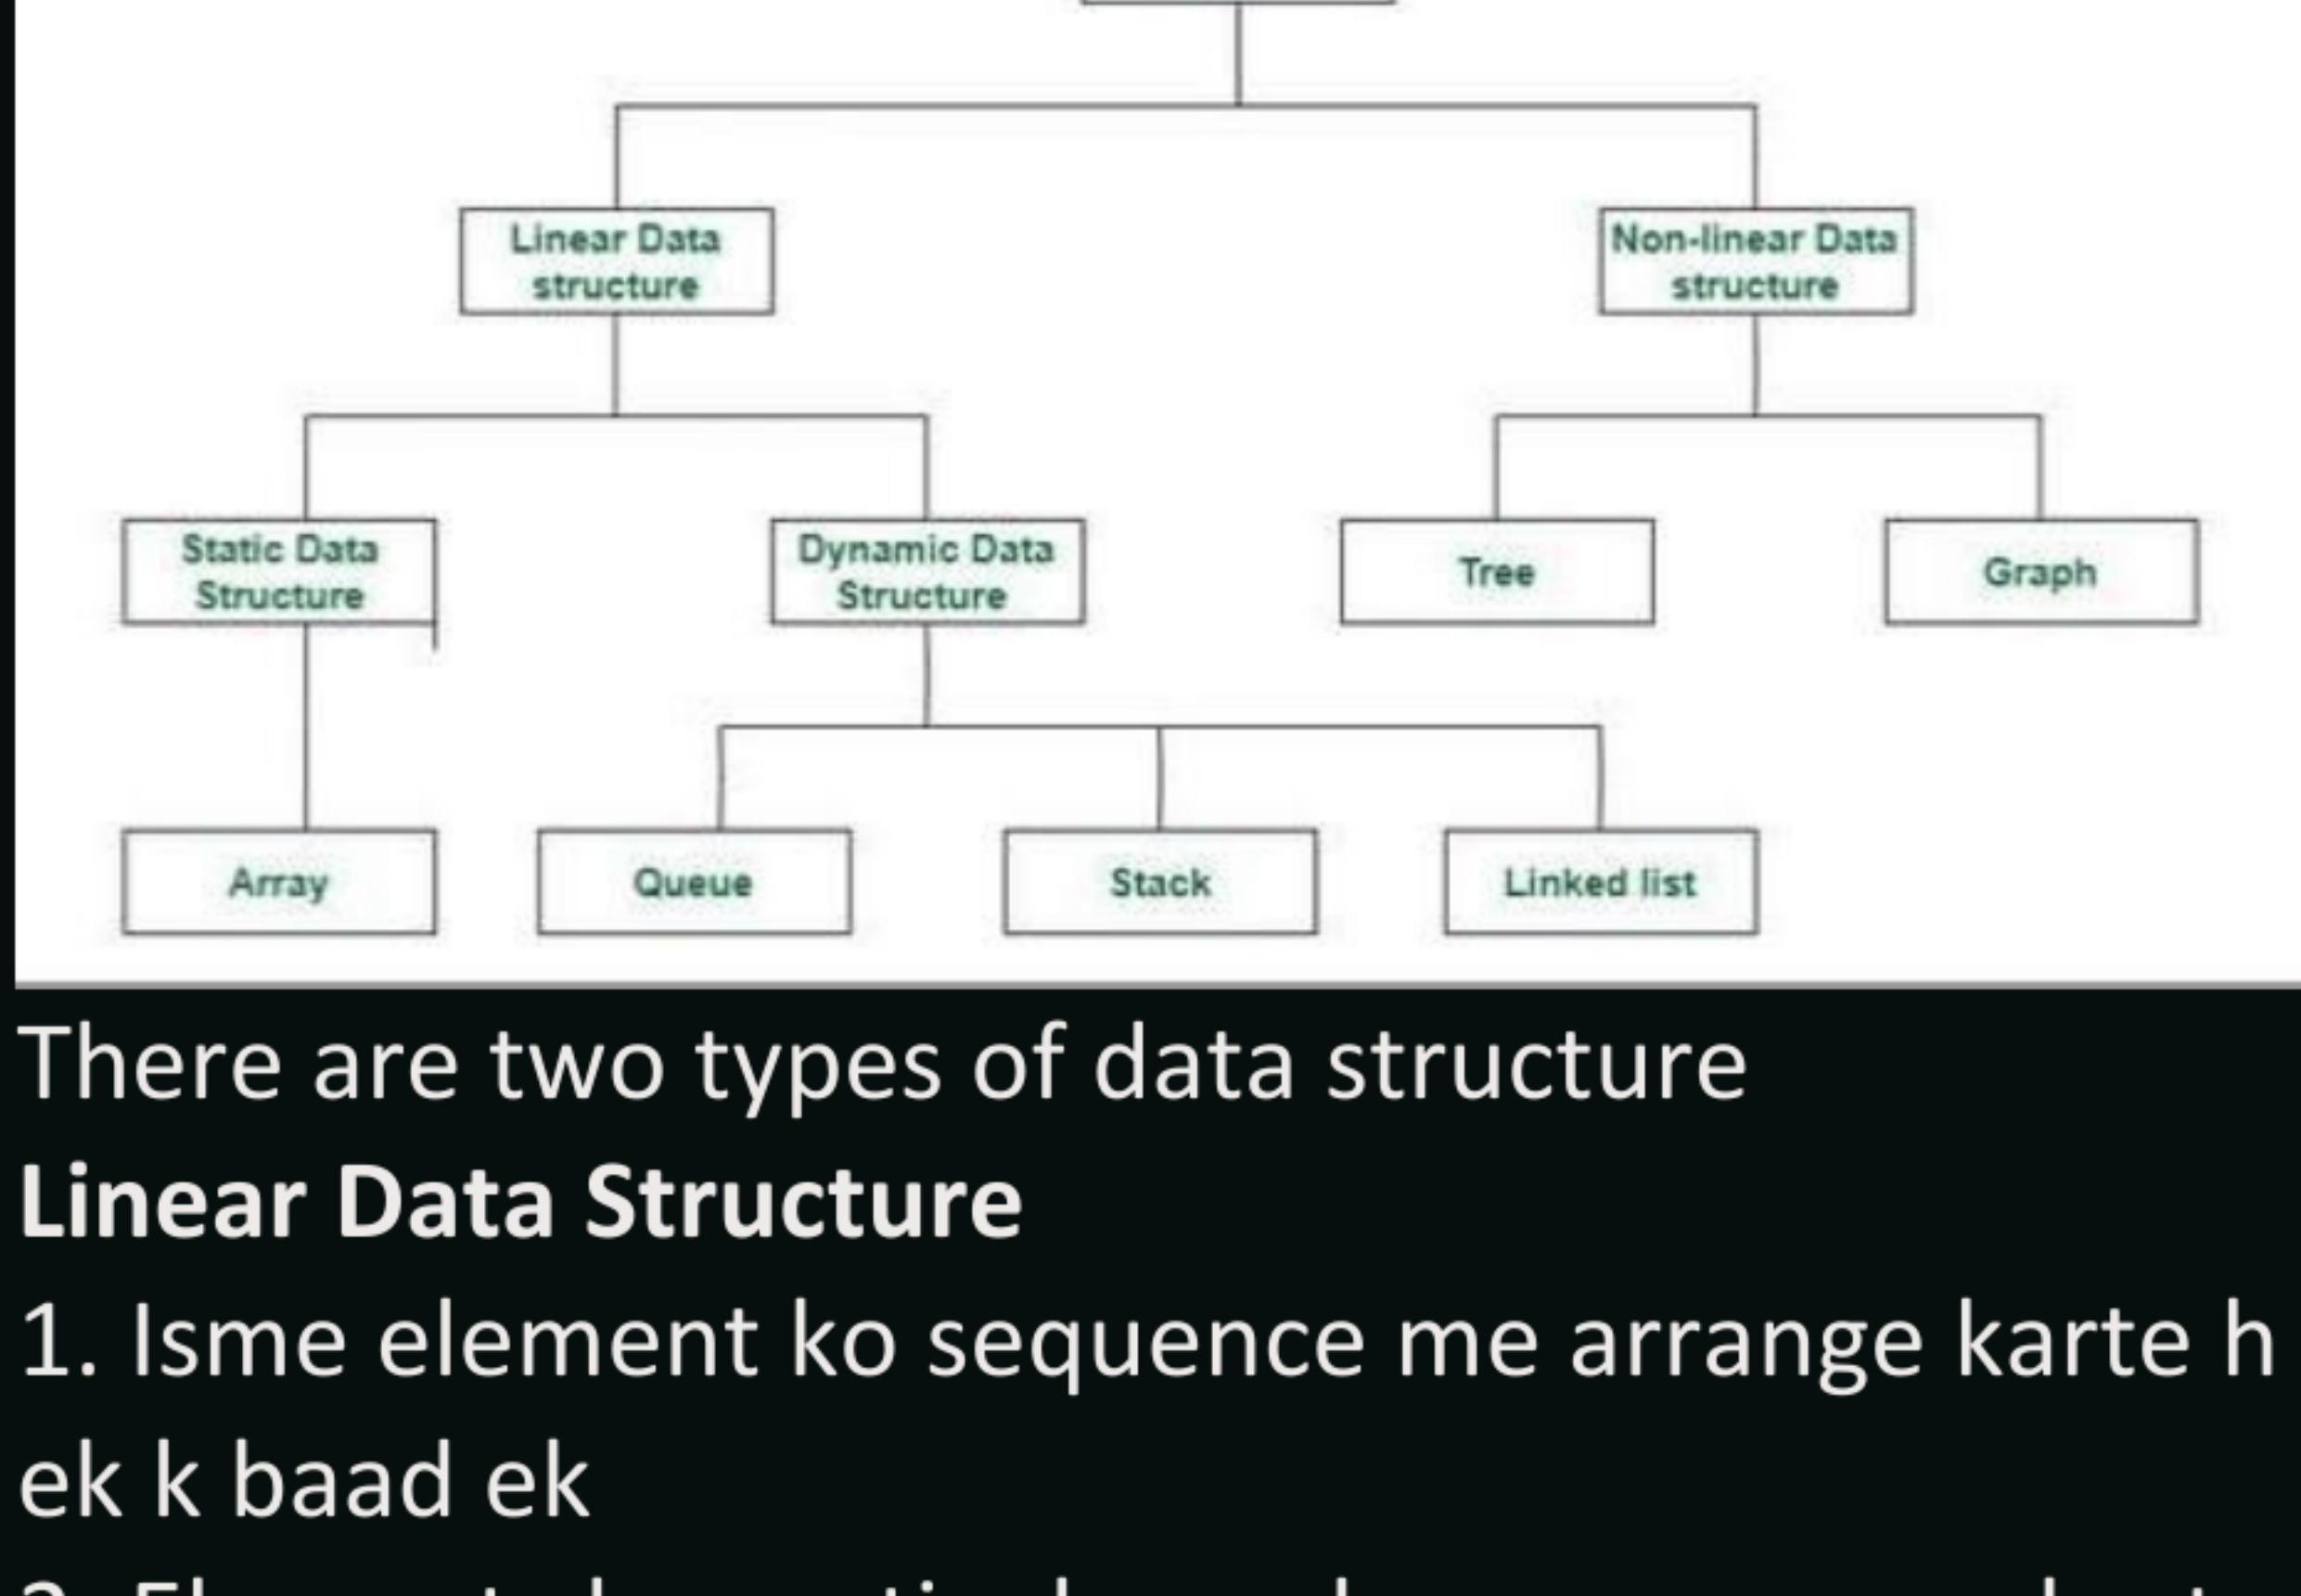 Linear Data
structure
Non-linear Data
structure
Static Data
Structure
Dynamic Data
Structure
Tree
Graph
Array
Queue
Stack
Linked list
There are two types of data structure
Linear Data Structure
1. Isme element ko sequence me arrange karte h
ek k baad ek